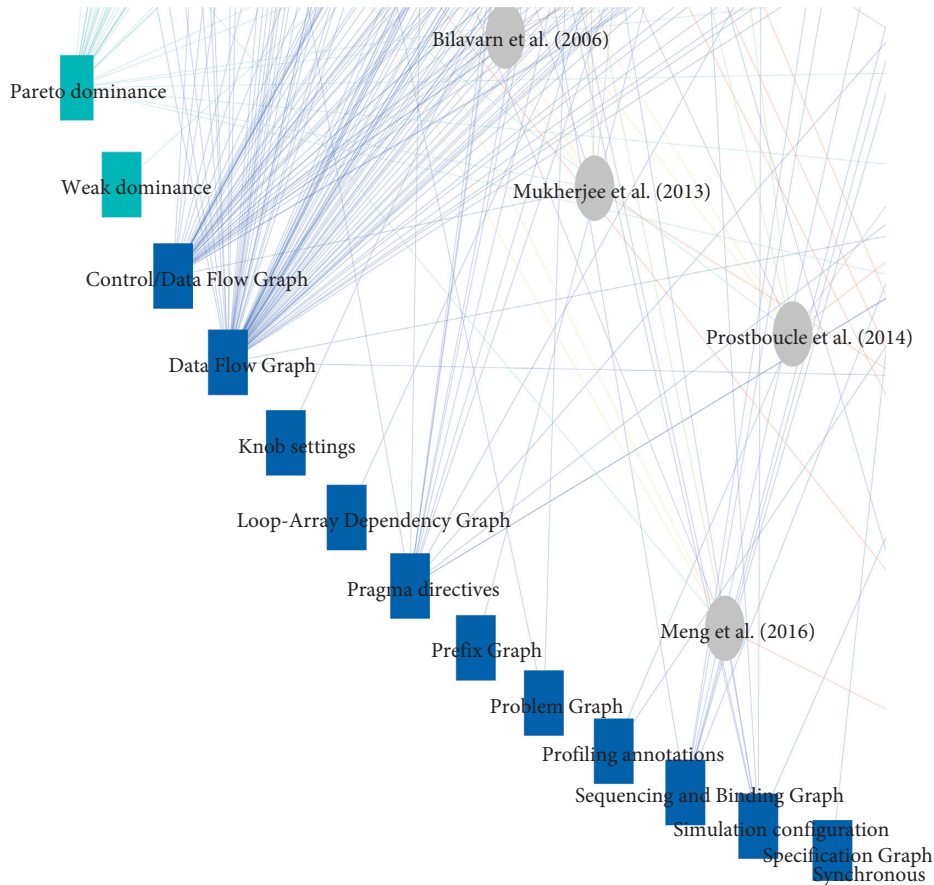 Bilavarn et al. (2006)
Pareto dominance
Weak dominance
Mukherjee et al. (2013)
Control/Data Flow Graph
Prostboucle et al. (2014)
Data Flow Graph
Knob settings
Loop-Array Dependency Graph
Pragma directives
Meng et al. (2016)
Prefix Graph
Problem Graph
Profiling annotations
Sequencing and Binding Graph
Simulation configuration
Specification Graph
Synchronous